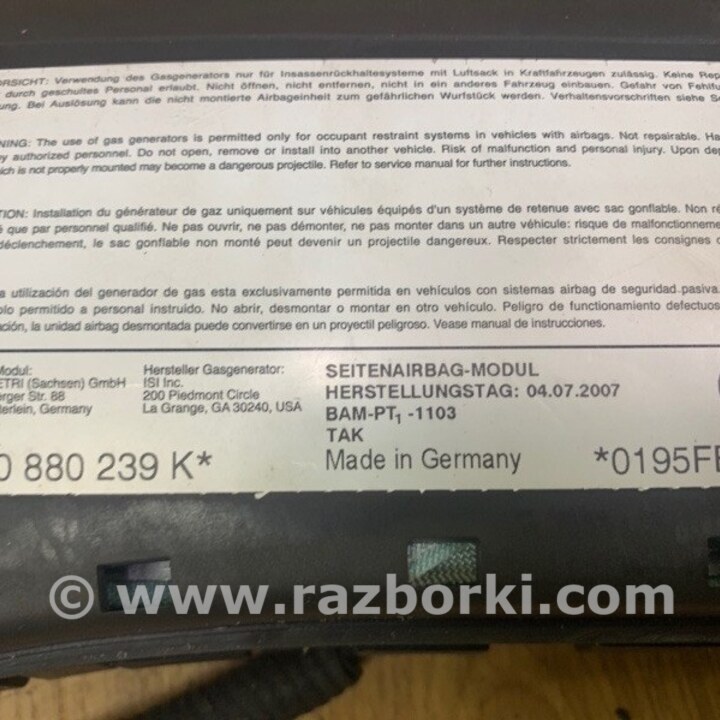 ORSICHT: Verwendung des Gasgenerators nur für Insassenrückhaltesysteme mit Luftsack in Kraftfahrzeugen zulässig. Keine Rep
durch geschultes Personal erlaubt. Nicht öffnen, nicht entfernen, nicht in ein anderes Fahrzeug einbauen. Gefahr von Fehlfu
ung. Bei Auslösung kann die nicht montierte Airbageinheit zum gefährlichen Wurfstück werden. Verhaltensvorschriften siehe S
NING: The use of gas generators is permitted only for occupant restraint systems in vehicles with airbags. Not repairable. Ha
by authorized personnel. Do not open, remove or install into another vehicle. Risk of malfunction and personal injury. Upon dep
ich is not properly mounted may become a dangerous projectile. Refer to service manual for further instructions.
TION: Installation du générateur de gaz uniquement sur véhicules équipés d'un système de retenue avec sac gonflable. Non ré
é que par personnel qualifié. Ne pas ouvrir, ne pas démonter, ne pas monter dans un autre véhicule: risque de malfonctionneme
déclenchement, le sac gonflable non monté peut devenir un projectile dangereux. Respecter strictement les consignes d
a utilización del generador de gas esta exclusivamente permitida en vehículos con sistemas airbag de seguridad.pasiva.
olo permitido a personal instruido. No abrir, desmontar o montar en otro vehículo. Peligro de funcionamiento defectuos
ación, la unidad airbag desmontada puede convertirse en un proyectil peligroso. Vease manual de instrucciones.
Modul: Hersteller Gasgenerator: SEITENAIRBAG-MODUL
ETRI (Sachsen) GmbH ISI Inc. HERSTELLUNGSTAG: 04.07.2007
rger Str. 88 200 Piedmont Circle BAM-PT₁ -1103
terlein, Germany La Grange, GA 30240, USA TAK
0 880 239 K* Made in Germany *0195FE
© www.razborki.com